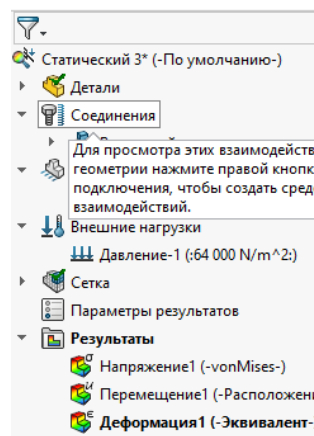 Статический 3* (-По умолчанию-)
Детали
Соединения
Для просмотра этих взаимодейств
геометрии нажмите правой кнопк
подключения, чтобы создать сред
взаимодействий.
Внешние нагрузки
Давление-1 (:64 000 N/m^2:)
Сетка
Параметры результатов
Результаты
σ
Напряжение1 (-vonMises-)
u
Перемещение1 (-Расположен
ε
Деформация1 (-Эквивалент-